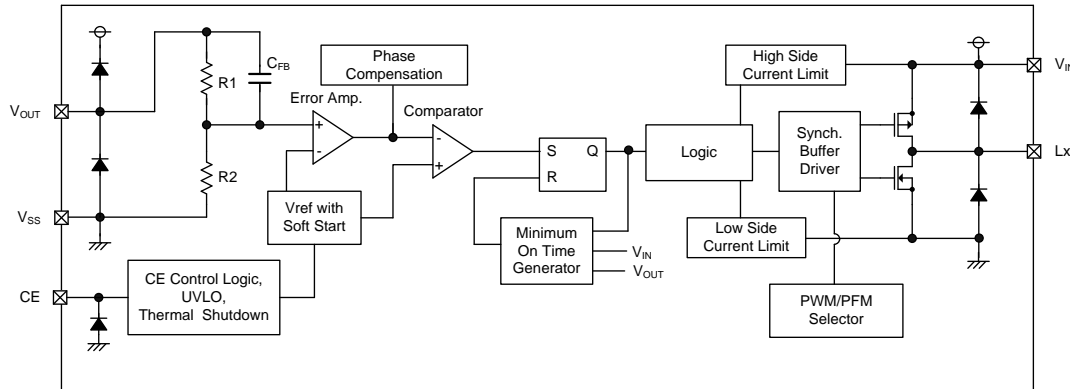 Phase
Compensation
High Side
Current Limit
C_FB
R1
Error Amp.
Comparator
V_IN
V_OUT
+
-
-
+
S
Q
R
Logic
Synch.
Buffer
Driver
Lx
R2
Vref with
Soft Start
V_SS
Minimum
On Time
Generator
V_IN
V_OUT
Low Side
Current Limit
CE
CE Control Logic,
UVLO,
Thermal Shutdown
PWM/PFM
Selector